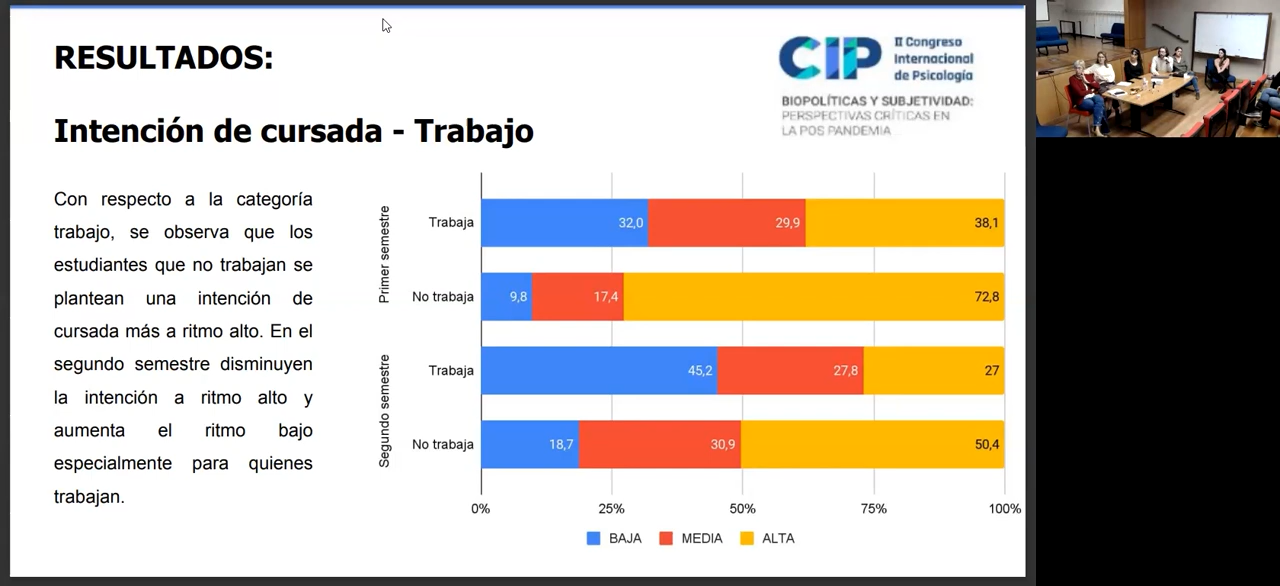 RESULTADOS:
II Congreso
Internacional
de Psicología
CIP
BIOPOLÍTICAS Y SUBJETIVIDAD:
PERSPECTIVAS CRÍTICAS EN
LA POS PANDEMIA
Intención de cursada - Trabajo
Con respecto a la categoría
trabajo, se observa que los
estudiantes que no trabajan se
plantean una intención de
cursada más a ritmo alto. En el
segundo semestre disminuyen
la intención a ritmo alto y
aumenta el ritmo bajo
especialmente para quienes
trabajan.
Primer semestre
Trabaja 32,0 29,9 38,1
No trabaja 9,8 17,4 72,8
Segundo semestre
Trabaja 45,2 27,8 27
No trabaja 18,7 30,9 50,4
0% 25% 50% 75% 100%
BAJA MEDIA ALTA